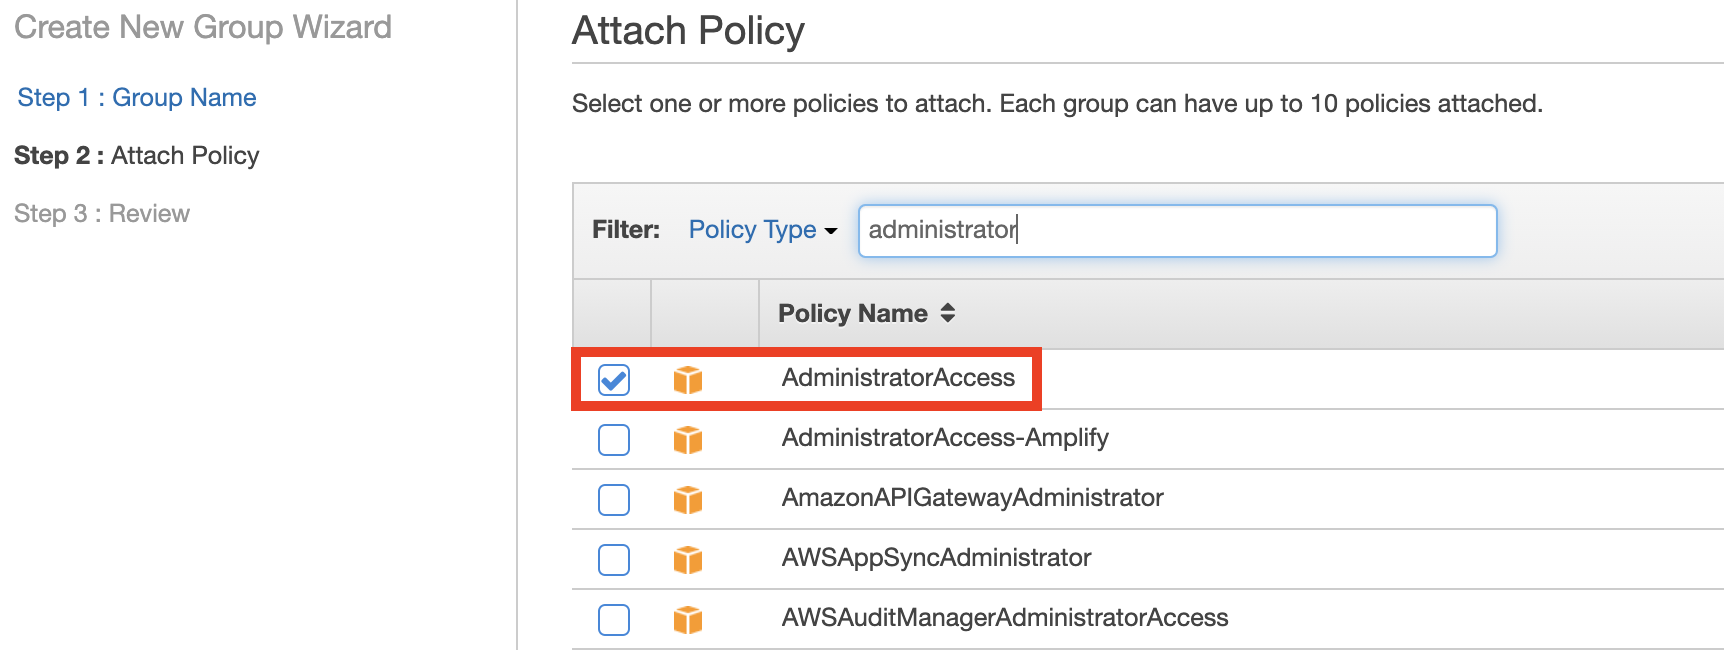 Create New Group Wizard
Step 1 : Group Name
Step 2 : Attach Policy
Step 3 : Review
Attach Policy
Select one or more policies to attach. Each group can have up to 10 policies attached.
Filter: Policy Type administrator
Policy Name
AdministratorAccess
AdministratorAccess-Amplify
AmazonAPIGatewayAdministrator
AWSAppSyncAdministrator
AWSAuditManagerAdministratorAccess